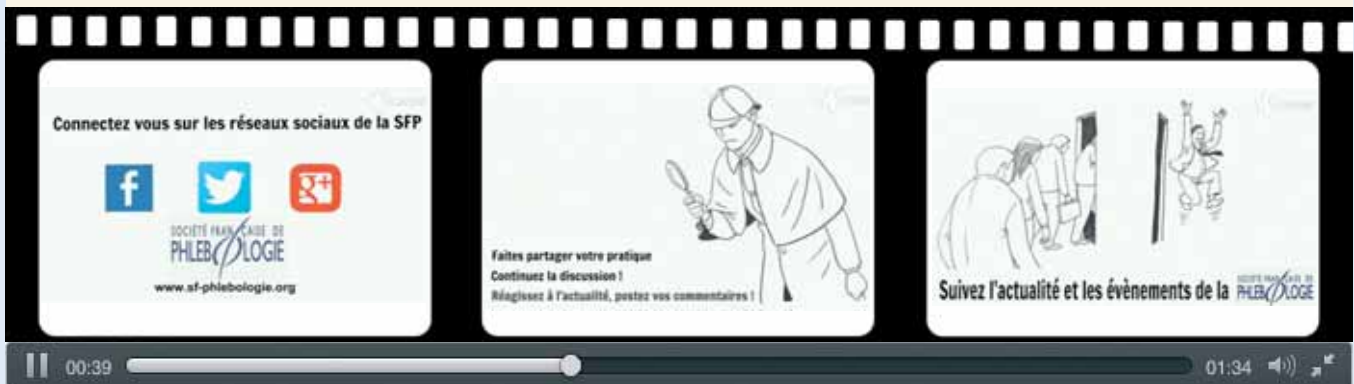 Connectez vous sur les réseaux sociaux de la SFP
f
g+
SOCIÉTÉ FRANÇAISE DE
PHLEBOLOGIE
www.sf-phlebologie.org
Faites partager votre pratique
Continuez la discussion !
Réagissez à l'actualité, postez vos commentaires !
Suivez l'actualité et les évènements de la
SOCIÉTÉ FRANÇAISE DE
PHLEBOLOGIE
00:39
01:34